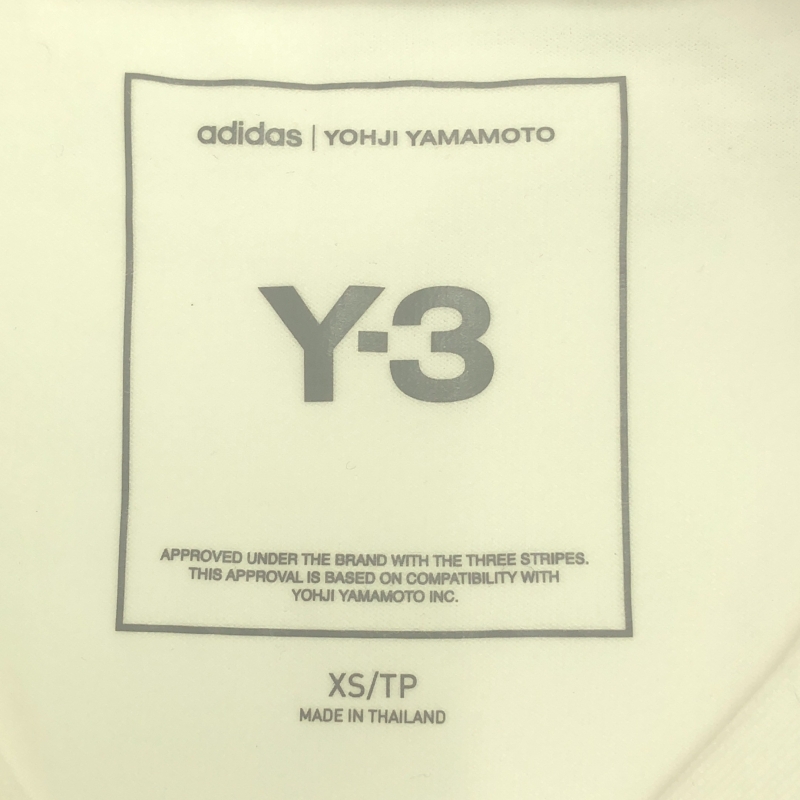 adidas | YOHJI YAMAMOTO
Y-3
APPROVED UNDER THE BRAND WITH THE THREE STRIPES.
THIS APPROVAL IS BASED ON COMPATIBILITY WITH
YOHJI YAMAMOTO INC.
XS/TP
MADE IN THAILAND